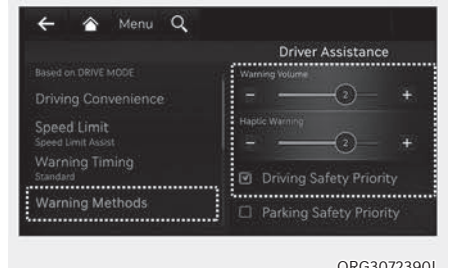 Menu
Driver Assistance
Based on DRIVE MODE
Driving Convenience
Speed Limit
Speed Limit Assist
Warning Timing
Standard
Warning Methods
Warning Volume
- 2 +
Haptic Warning
- 2 +
Driving Safety Priority
Parking Safety Priority
ORG3072390L